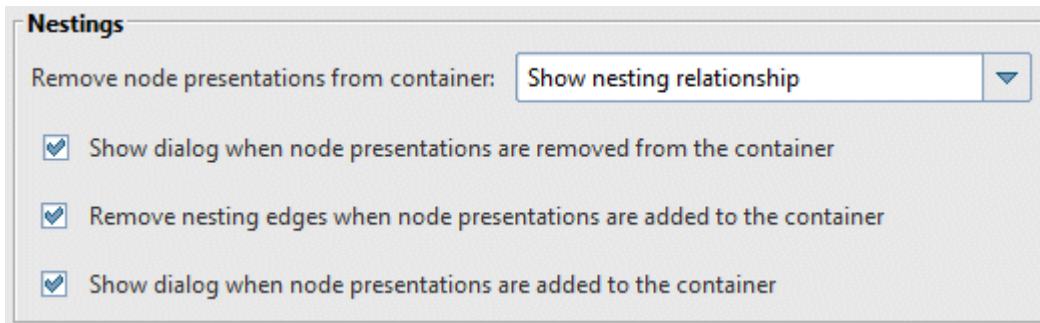 Nestings
Remove node presentations from container: Show nesting relationship
Show dialog when node presentations are removed from the container
Remove nesting edges when node presentations are added to the container
Show dialog when node presentations are added to the container